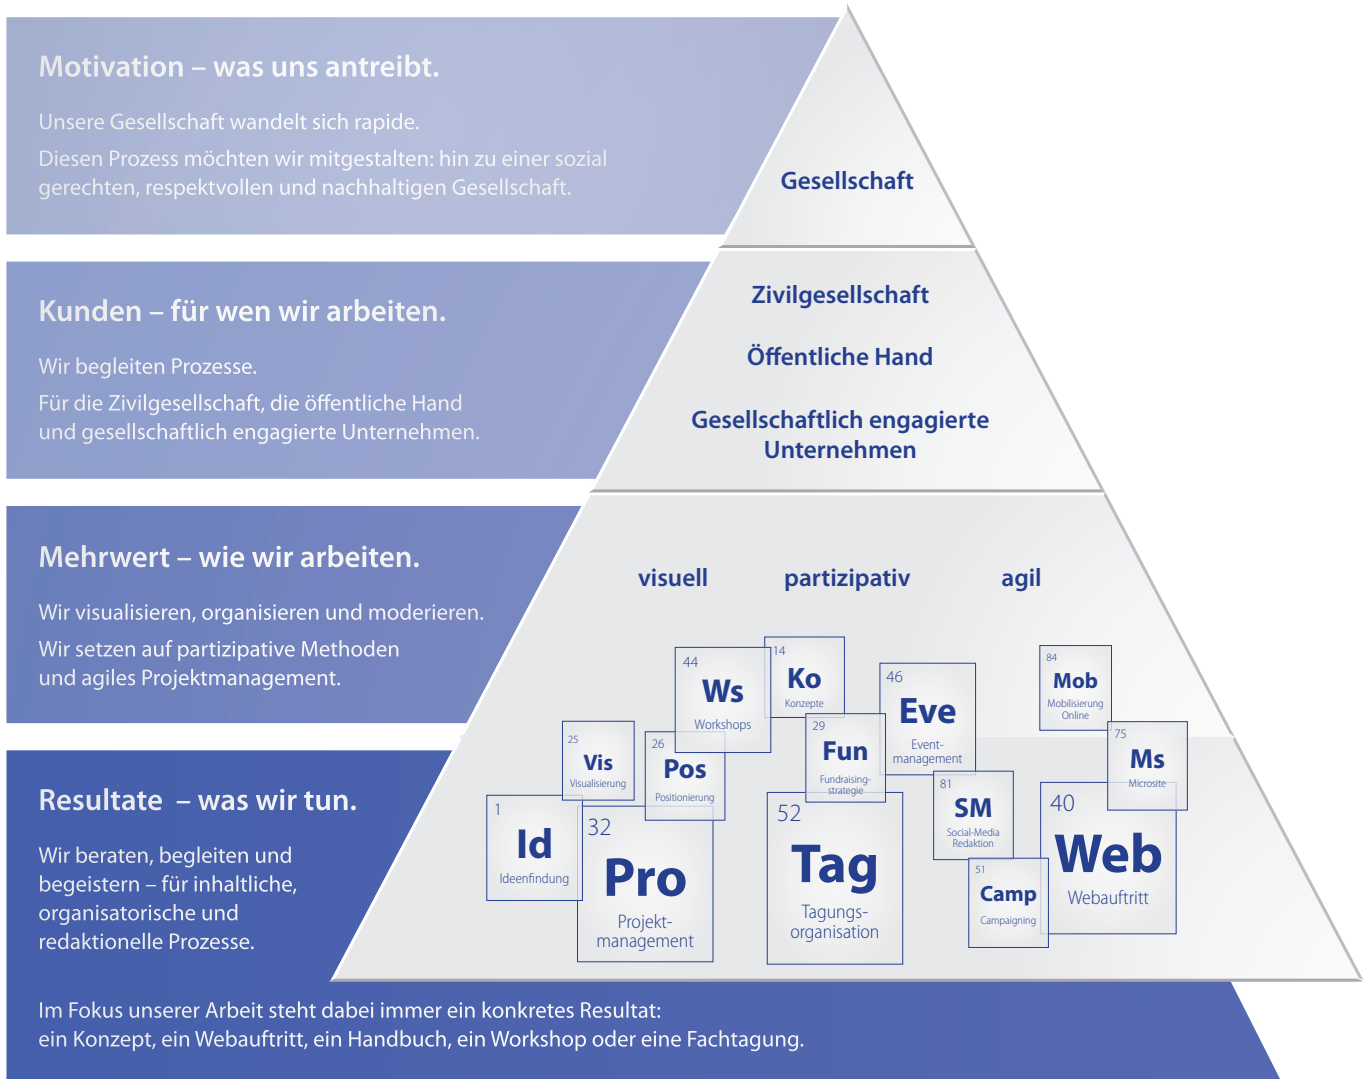 Motivation – was uns antreibt.
Unsere Gesellschaft wandelt sich rapide.
Diesen Prozess möchten wir mitgestalten: hin zu einer sozial
gerechten, respektvollen und nachhaltigen Gesellschaft.
Gesellschaft
Kunden – für wen wir arbeiten.
Wir begleiten Prozesse.
Für die Zivilgesellschaft, die öffentliche Hand
und gesellschaftlich engagierte Unternehmen.
Zivilgesellschaft
Öffentliche Hand
Gesellschaftlich engagierte
Unternehmen
Mehrwert – wie wir arbeiten.
Wir visualisieren, organisieren und moderieren.
Wir setzen auf partizipative Methoden
und agiles Projektmanagement.
visuell
partizipativ
agil
44
Ws
Workshops
14
Ko
Konzepte
46
Eve
Event-
management
84
Mob
Mobilisierung
Online
25
Vis
Visualisierung
26
Pos
Positionierung
29
Fun
Fundraising-
strategie
75
Ms
Microsite
Resultate – was wir tun.
Wir beraten, begleiten und
begeistern – für inhaltliche,
organisatorische und
redaktionelle Prozesse.
1
Id
Ideenfindung
32
Pro
Projekt-
management
52
Tag
Tagungs-
organisation
81
SM
Social-Media
Redaktion
40
Web
Webauftritt
51
Camp
Campaigning
Im Fokus unserer Arbeit steht dabei immer ein konkretes Resultat:
ein Konzept, ein Webauftritt, ein Handbuch, ein Workshop oder eine Fachtagung.